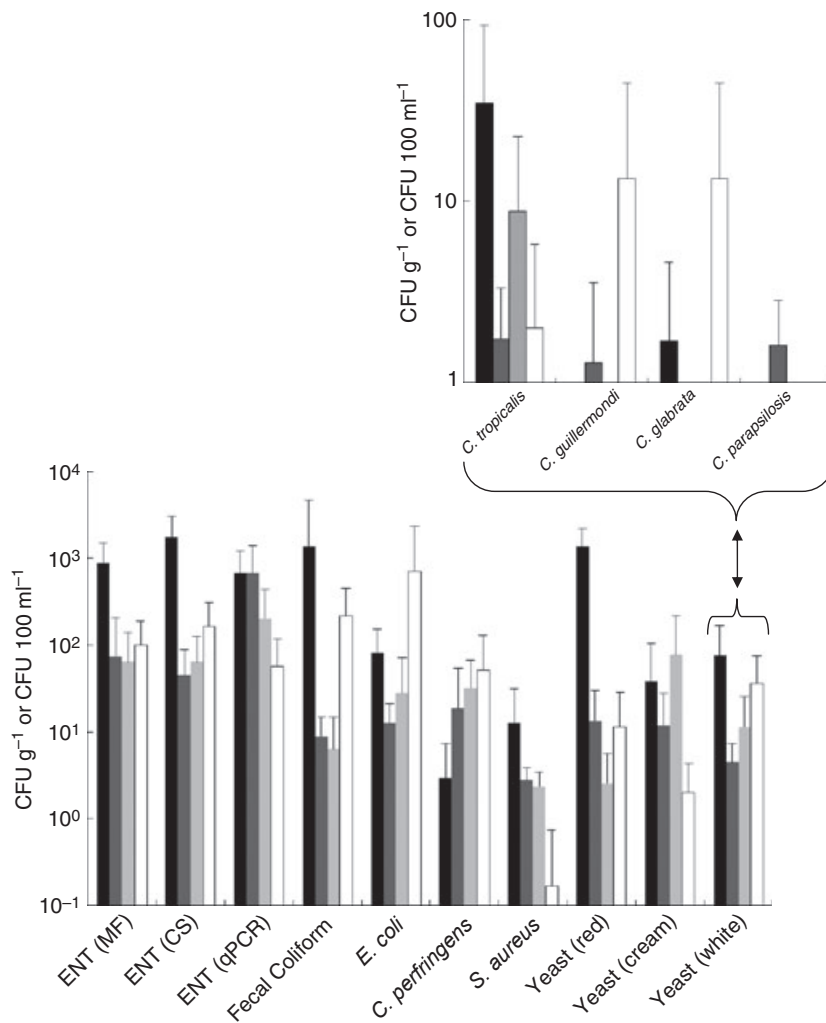 CFU g⁻¹ or CFU 100 ml⁻¹
100
10
1
C. tropicalis
C. guillermondi
C. glabrata
C. parapsilosis
CFU g⁻¹ or CFU 100 ml⁻¹
10⁴
10³
10²
10¹
10⁰
10⁻¹
ENT (MF)
ENT (CS)
ENT (qPCR)
Fecal Coliform
E. coli
C. perfringens
S. aureus
Yeast (red)
Yeast (cream)
Yeast (white)